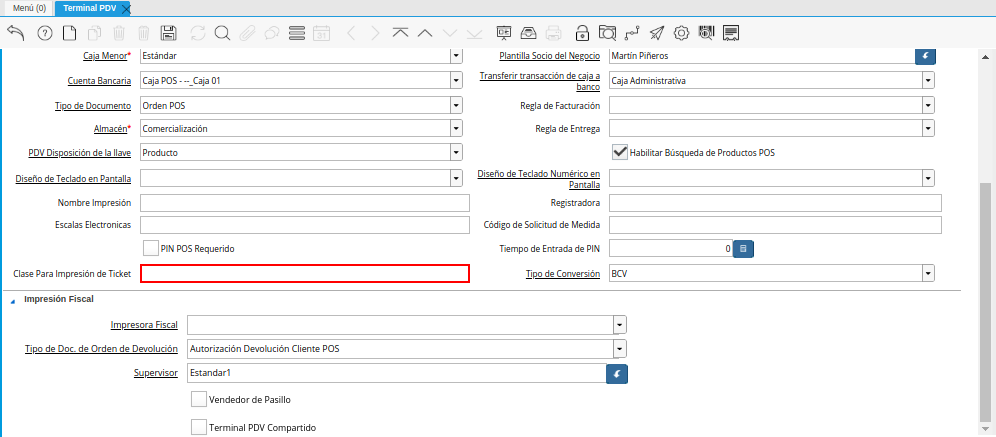 Menú (0)
Terminal PDV
Caja Menor* Estándar
Plantilla Socio del Negocio Martín Piñeros
Cuenta Bancaria Caja POS - --_Caja 01
Transferir transacción de caja a
banco
Caja Administrativa
Tipo de Documento Orden POS
Regla de Facturación
Almacén* Comercialización
Regla de Entrega
PDV Disposición de la llave Producto
Habilitar Búsqueda de Productos POS
Diseño de Teclado en Pantalla
Diseño de Teclado Numérico en
Pantalla
Nombre Impresión
Registradora
Escalas Electronicas
Código de Solicitud de Medida
PIN POS Requerido
Tiempo de Entrada de PIN 0
Clase Para Impresión de Ticket
Tipo de Conversión BCV
Impresión Fiscal
Impresora Fiscal
Tipo de Doc. de Orden de Devolución Autorización Devolución Cliente POS
Supervisor Estandar1
Vendedor de Pasillo
Terminal PDV Compartido